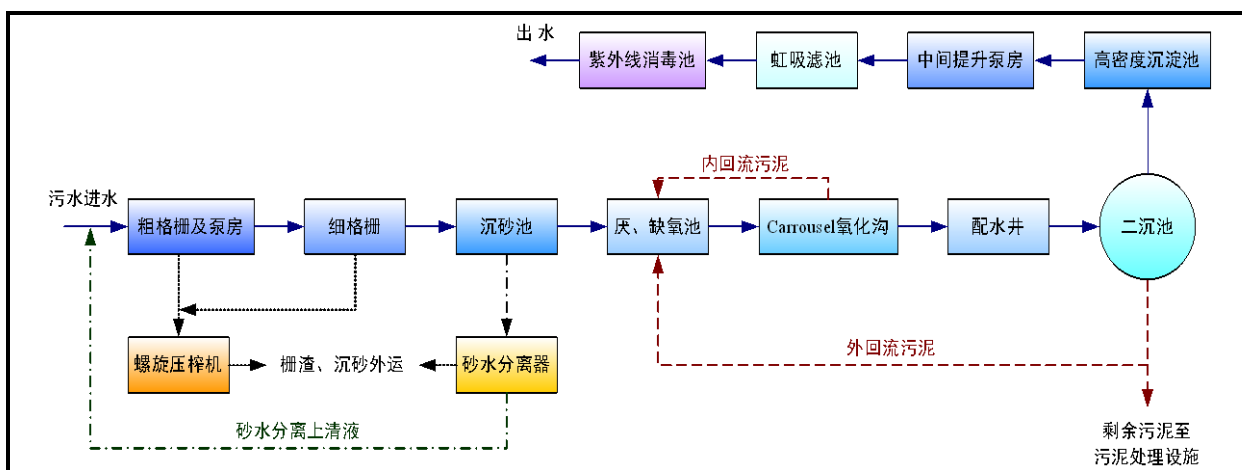 出水
紫外线消毒池
虹吸滤池
中间提升泵房
高密度沉淀池
内回流污泥
污水进水
粗格栅及泵房
细格栅
沉砂池
厌、缺氧池
Carrousel氧化沟
配水井
二沉池
螺旋压榨机
栅渣、沉砂外运
砂水分离器
外回流污泥
砂水分离上清液
剩余污泥至
污泥处理设施